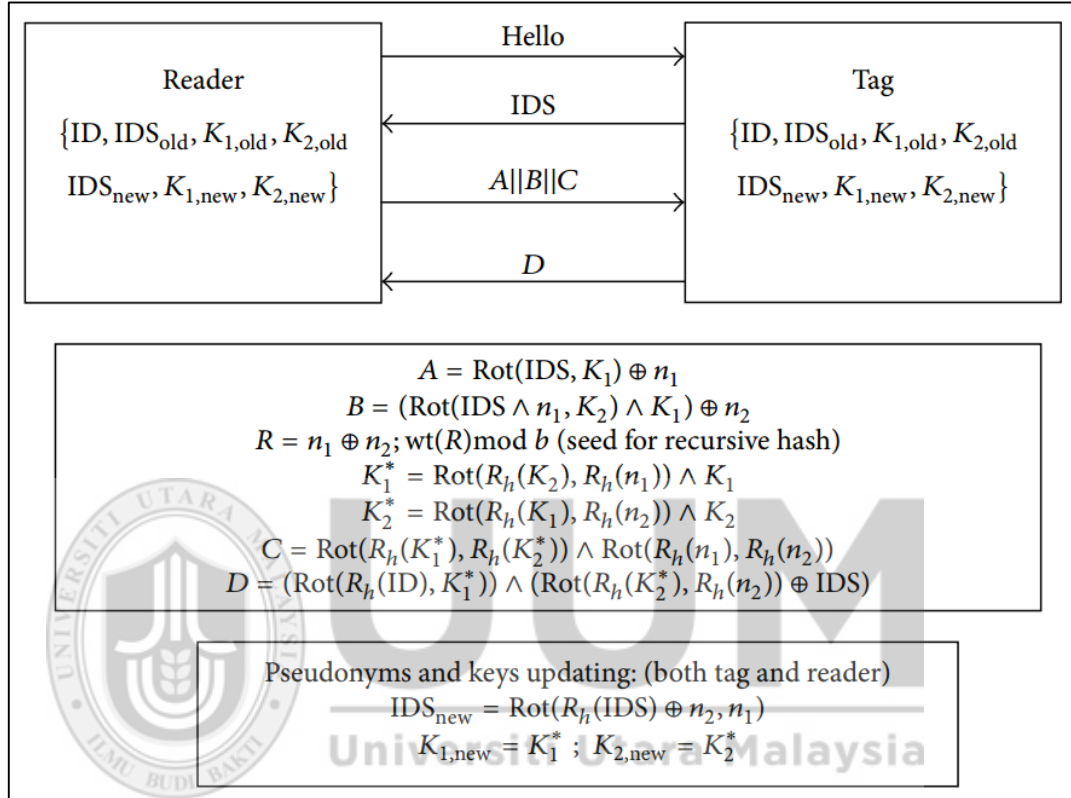 Hello
Reader
Tag
IDS
{ID, IDS_old, K_1,old, K_2,old
{ID, IDS_old, K_1,old, K_2,old
A||B||C
IDS_new, K_1,new, K_2,new}
IDS_new, K_1,new, K_2,new}
D
A = Rot(IDS, K_1) ⊕ n_1
B = (Rot(IDS ∧ n_1, K_2) ∧ K_1) ⊕ n_2
R = n_1 ⊕ n_2; wt(R)mod b (seed for recursive hash)
K_1^* = Rot(R_h(K_2), R_h(n_1)) ∧ K_1
K_2^* = Rot(R_h(K_1), R_h(n_2)) ∧ K_2
C = Rot(R_h(K_1^*), R_h(K_2^*)) ∧ Rot(R_h(n_1), R_h(n_2))
D = (Rot(R_h(ID), K_1^*)) ∧ (Rot(R_h(K_2^*), R_h(n_2)) ⊕ IDS)
UNIVERSITI UTARA MALAYSIA
UUM
Pseudonyms and keys updating: (both tag and reader)
IDS_new = Rot(R_h(IDS) ⊕ n_2, n_1)
K_1,new = K_1^* ; K_2,new = K_2^*
Universiti Utara Malaysia
ILMU BUDI BAKTI